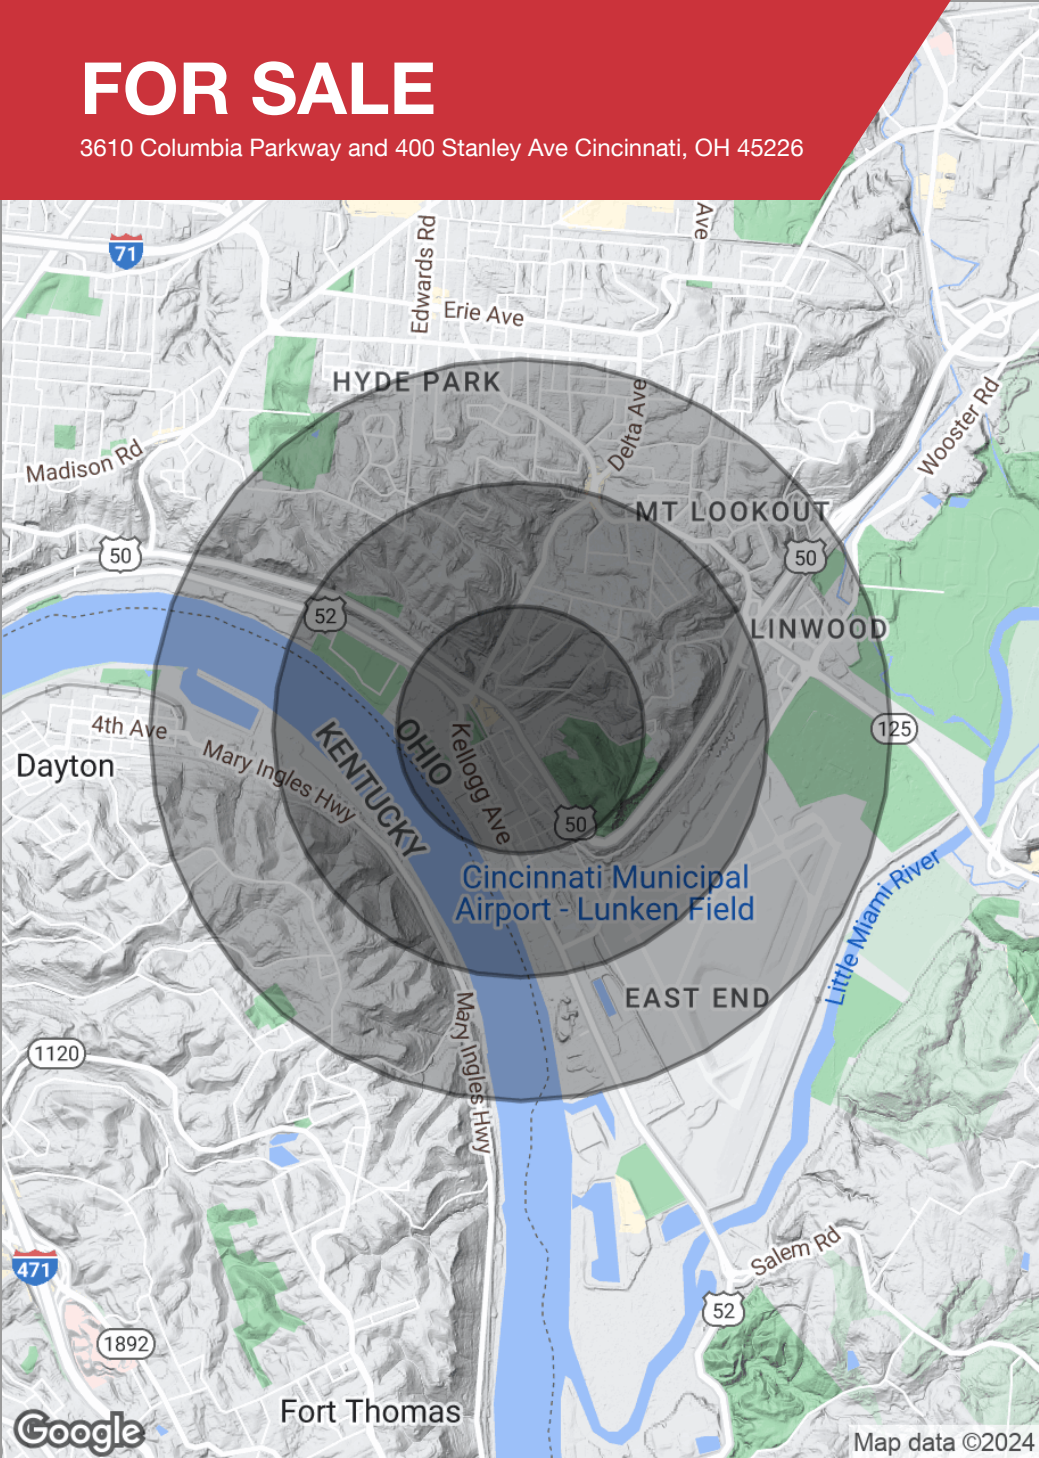 FOR SALE
3610 Columbia Parkway and 400 Stanley Ave Cincinnati, OH 45226
Ave
71
Edwards Rd
Erie Ave
HYDE PARK
Delta Ave
Wooster Rd
Madison Rd
MT LOOKOUT
50
50
52
LINWOOD
4th Ave
125
Dayton
Mary Ingles Hwy
KENTUCKY
OHIO
Kellogg Ave
50
Cincinnati Municipal
Airport - Lunken Field
Little Miami River
EAST END
Mary Ingles Hwy
1120
Salem Rd
471
52
1892
Fort Thomas
Google
Map data ©2024